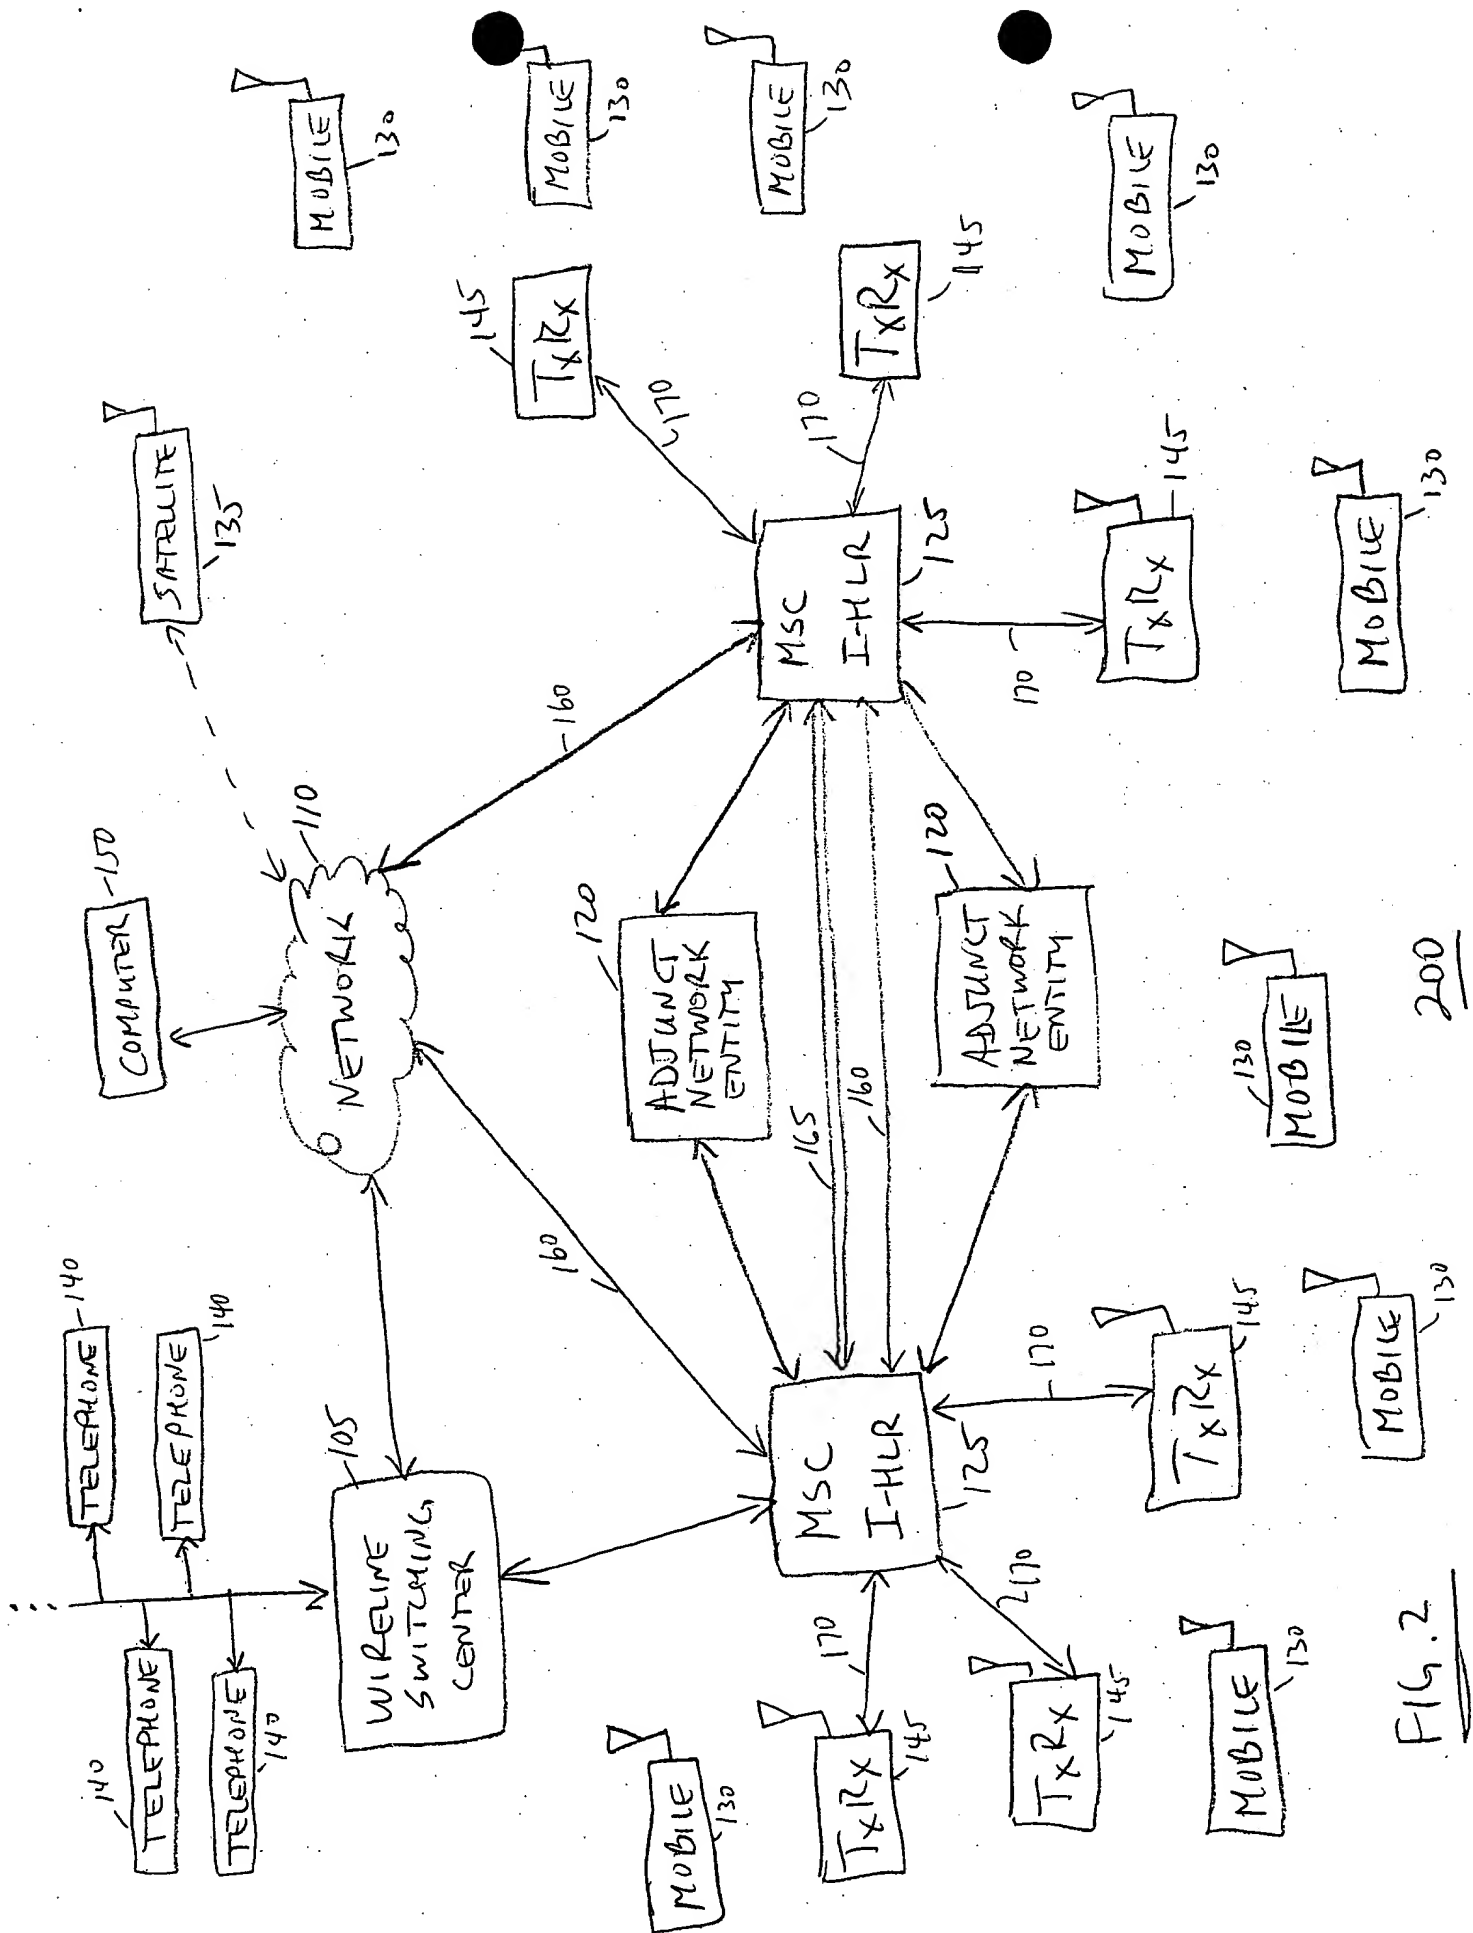 TELEPHONE
140
TELEPHONE
140
TELEPHONE
140
TELEPHONE
140
COMPUTER
150
SATELLITE
135
MOBILE
130
WIRELINE
SWITCHING
CENTER
105
NETWORK
110
160
160
145
TxRx
170
MOBILE
130
MOBILE
130
ADJUNCT
NETWORK
ENTITY
120
165
160
ADJUNCT
NETWORK
ENTITY
120
MSC
I-HLR
125
MSC
I-HLR
125
170
TxRx
145
MOBILE
130
MOBILE
130
170
TxRx
145
170
TxRx
145
170
TxRx
145
170
TxRx
145
MOBILE
130
MOBILE
130
MOBILE
130
MOBILE
130
FIG. 2
200